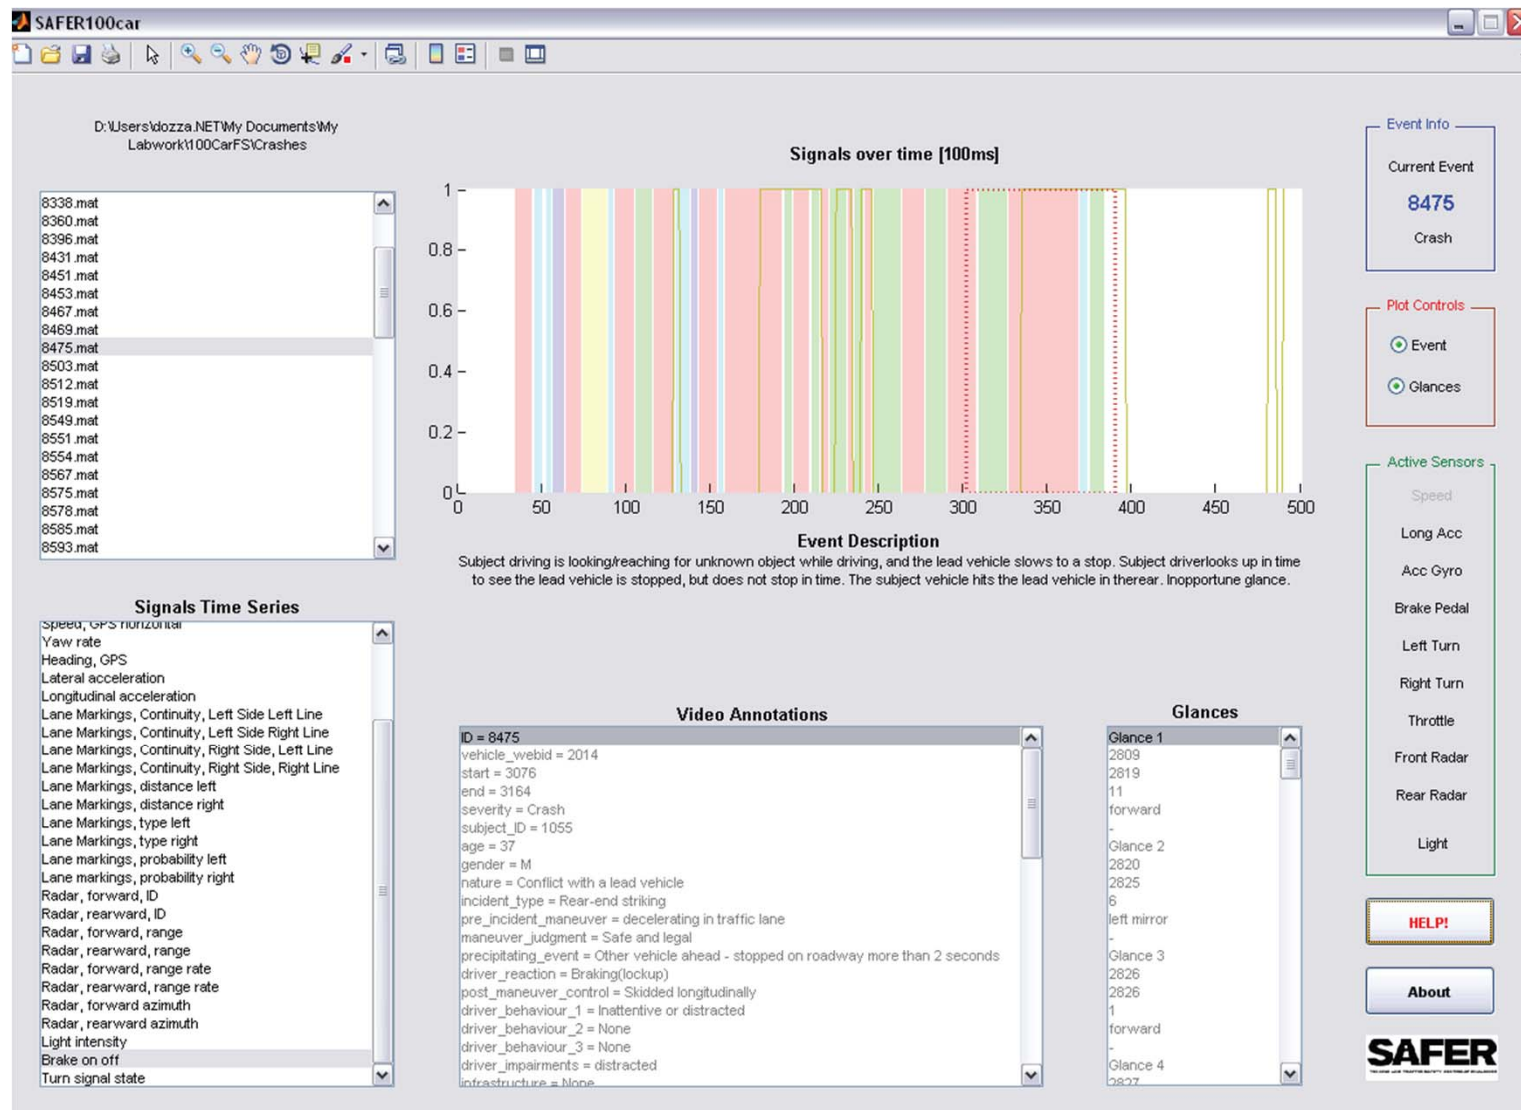 SAFER100car
D:\Users\dozza.NET\My Documents\My
Labwork\100CarFS\Crashes
8338.mat
8360.mat
8396.mat
8431.mat
8451.mat
8453.mat
8467.mat
8469.mat
8475.mat
8503.mat
8512.mat
8519.mat
8549.mat
8551.mat
8554.mat
8567.mat
8575.mat
8578.mat
8585.mat
8593.mat
Signals over time [100ms]
1
0.8
0.6
0.4
0.2
0
0 50 100 150 200 250 300 350 400 450 500
Event Description
Subject driving is looking/reaching for unknown object while driving, and the lead vehicle slows to a stop. Subject driverlooks up in time
to see the lead vehicle is stopped, but does not stop in time. The subject vehicle hits the lead vehicle in therear. Inopportune glance.
Event Info
Current Event
8475
Crash
Plot Controls
Event
Glances
Active Sensors
Speed
Long Acc
Acc Gyro
Brake Pedal
Left Turn
Right Turn
Throttle
Front Radar
Rear Radar
Light
HELP!
About
SAFER
Signals Time Series
Speed, GPS horizontal
Yaw rate
Heading, GPS
Lateral acceleration
Longitudinal acceleration
Lane Markings, Continuity, Left Side Left Line
Lane Markings, Continuity, Left Side Right Line
Lane Markings, Continuity, Right Side, Left Line
Lane Markings, Continuity, Right Side, Right Line
Lane Markings, distance left
Lane Markings, distance right
Lane Markings, type left
Lane Markings, type right
Lane markings, probability left
Lane markings, probability right
Radar, forward, ID
Radar, rearward, ID
Radar, forward, range
Radar, rearward, range
Radar, forward, range rate
Radar, rearward, range rate
Radar, forward azimuth
Radar, rearward azimuth
Light intensity
Brake on off
Turn signal state
Video Annotations
ID = 8475
vehicle_webid = 2014
start = 3076
end = 3164
severity = Crash
subject_ID = 1055
age = 37
gender = M
nature = Conflict with a lead vehicle
incident_type = Rear-end striking
pre_incident_maneuver = decelerating in traffic lane
maneuver_judgment = Safe and legal
precipitating_event = Other vehicle ahead - stopped on roadway more than 2 seconds
driver_reaction = Braking(lockup)
post_maneuver_control = Skidded longitudinally
driver_behaviour_1 = Inattentive or distracted
driver_behaviour_2 = None
driver_behaviour_3 = None
driver_impairments = distracted
infrastructure = None
Glances
Glance 1
2809
2819
11
forward
-
Glance 2
2820
2825
6
left mirror
-
Glance 3
2826
2826
1
forward
-
Glance 4
2827